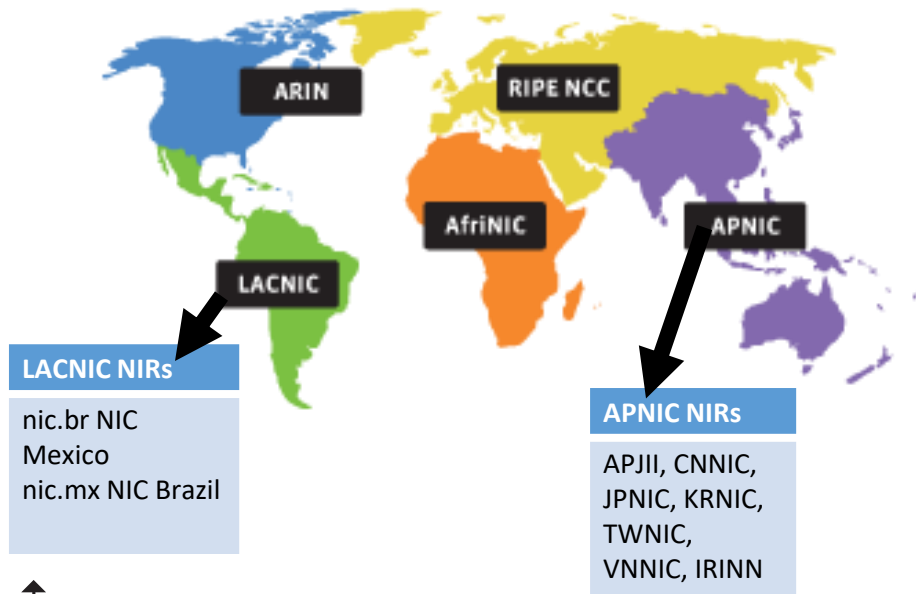 ARIN
RIPE NCC
AfriNIC
APNIC
LACNIC
LACNIC NIRs
nic.br NIC
Mexico
nic.mx NIC Brazil
APNIC NIRs
APJII, CNNIC,
JPNIC, KRNIC,
TWNIC,
VNNIC, IRINN